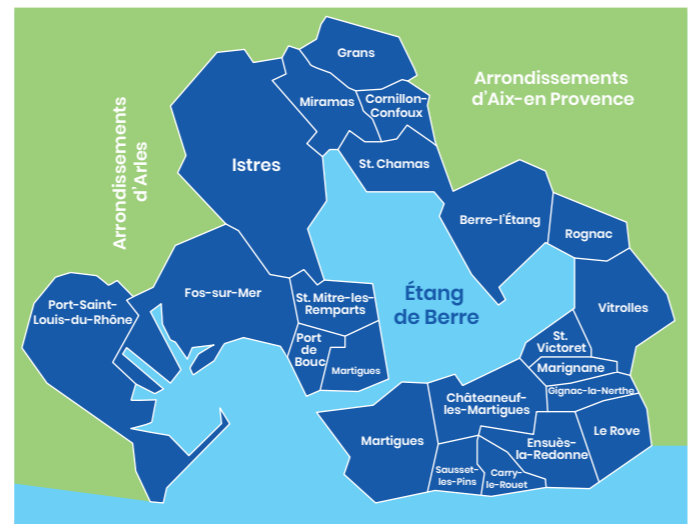 Grans
Arrondissements
d'Aix-en Provence
Miramas
Cornillon-
Confoux
Arrondissements
d'Arles
Istres
St. Chamas
Berre-l'Étang
Rognac
Port-Saint-
Louis-du-Rhône
Fos-sur-Mer
St. Mitre-les-
Remparts
Étang
de Berre
Vitrolles
Port
de
Bouc
Martigues
St.
Victoret
Marignane
Gignac-la-Nerthe
Châteaneuf-
les-Martigues
Martigues
Ensuès-
la-Redonne
Le Rove
Sausset-
les-Pins
Carry-
le-Rouet